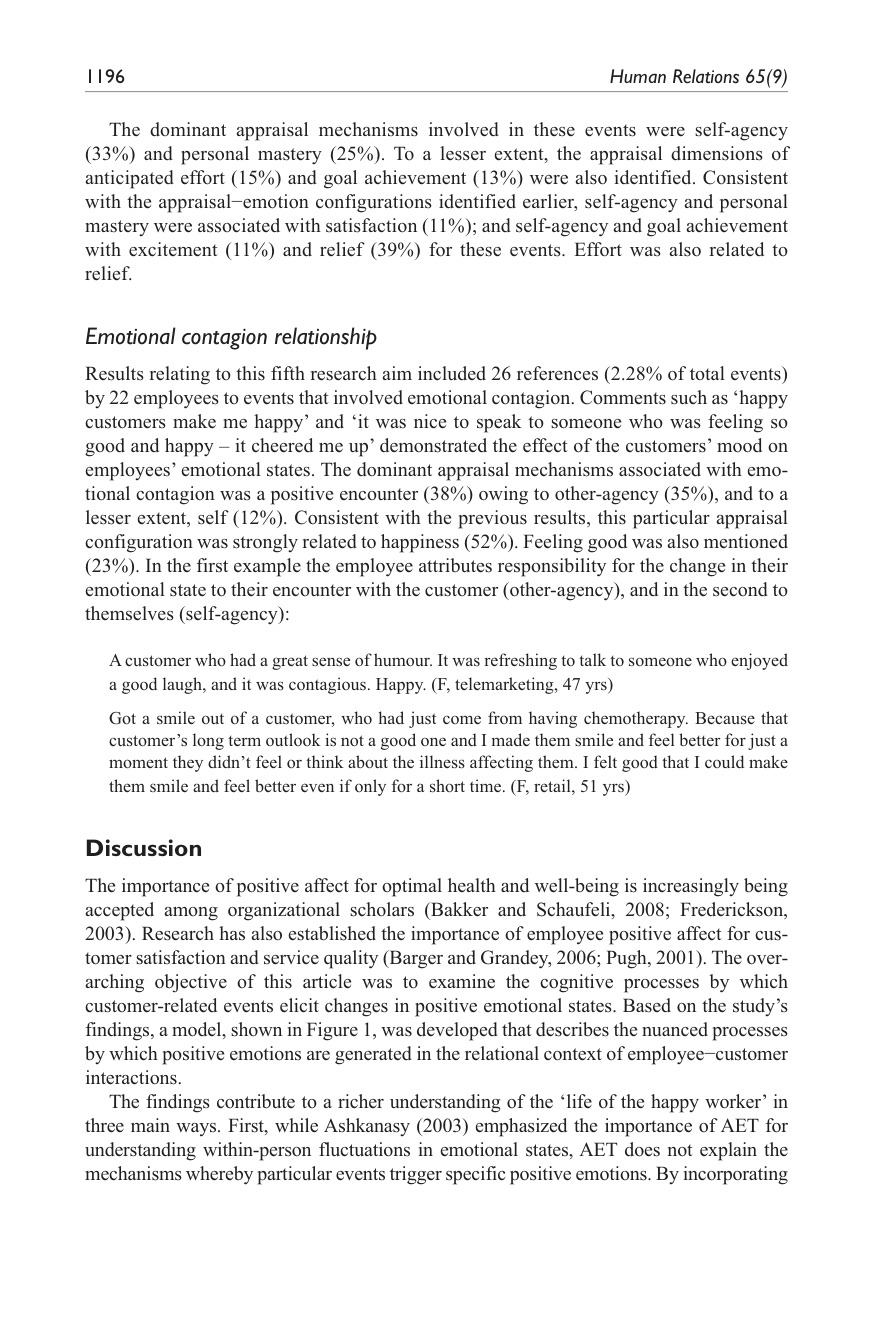 1196
Human Relations 65(9)
The dominant appraisal mechanisms involved in these events were self-agency
(33%) and personal mastery (25%). To a lesser extent, the appraisal dimensions of
anticipated effort (15%) and goal achievement (13%) were also identified. Consistent
with the appraisal−emotion configurations identified earlier, self-agency and personal
mastery were associated with satisfaction (11%); and self-agency and goal achievement
with excitement (11%) and relief (39%) for these events. Effort was also related to
relief.
Emotional contagion relationship
Results relating to this fifth research aim included 26 references (2.28% of total events)
by 22 employees to events that involved emotional contagion. Comments such as ‘happy
customers make me happy’ and ‘it was nice to speak to someone who was feeling so
good and happy – it cheered me up’ demonstrated the effect of the customers’ mood on
employees’ emotional states. The dominant appraisal mechanisms associated with emo-
tional contagion was a positive encounter (38%) owing to other-agency (35%), and to a
lesser extent, self (12%). Consistent with the previous results, this particular appraisal
configuration was strongly related to happiness (52%). Feeling good was also mentioned
(23%). In the first example the employee attributes responsibility for the change in their
emotional state to their encounter with the customer (other-agency), and in the second to
themselves (self-agency):
A customer who had a great sense of humour. It was refreshing to talk to someone who enjoyed
a good laugh, and it was contagious. Happy. (F, telemarketing, 47 yrs)
Got a smile out of a customer, who had just come from having chemotherapy. Because that
customer’s long term outlook is not a good one and I made them smile and feel better for just a
moment they didn’t feel or think about the illness affecting them. I felt good that I could make
them smile and feel better even if only for a short time. (F, retail, 51 yrs)
Discussion
The importance of positive affect for optimal health and well-being is increasingly being
accepted among organizational scholars (Bakker and Schaufeli, 2008; Frederickson,
2003). Research has also established the importance of employee positive affect for cus-
tomer satisfaction and service quality (Barger and Grandey, 2006; Pugh, 2001). The over-
arching objective of this article was to examine the cognitive processes by which
customer-related events elicit changes in positive emotional states. Based on the study’s
findings, a model, shown in Figure 1, was developed that describes the nuanced processes
by which positive emotions are generated in the relational context of employee−customer
interactions.
The findings contribute to a richer understanding of the ‘life of the happy worker’ in
three main ways. First, while Ashkanasy (2003) emphasized the importance of AET for
understanding within-person fluctuations in emotional states, AET does not explain the
mechanisms whereby particular events trigger specific positive emotions. By incorporating